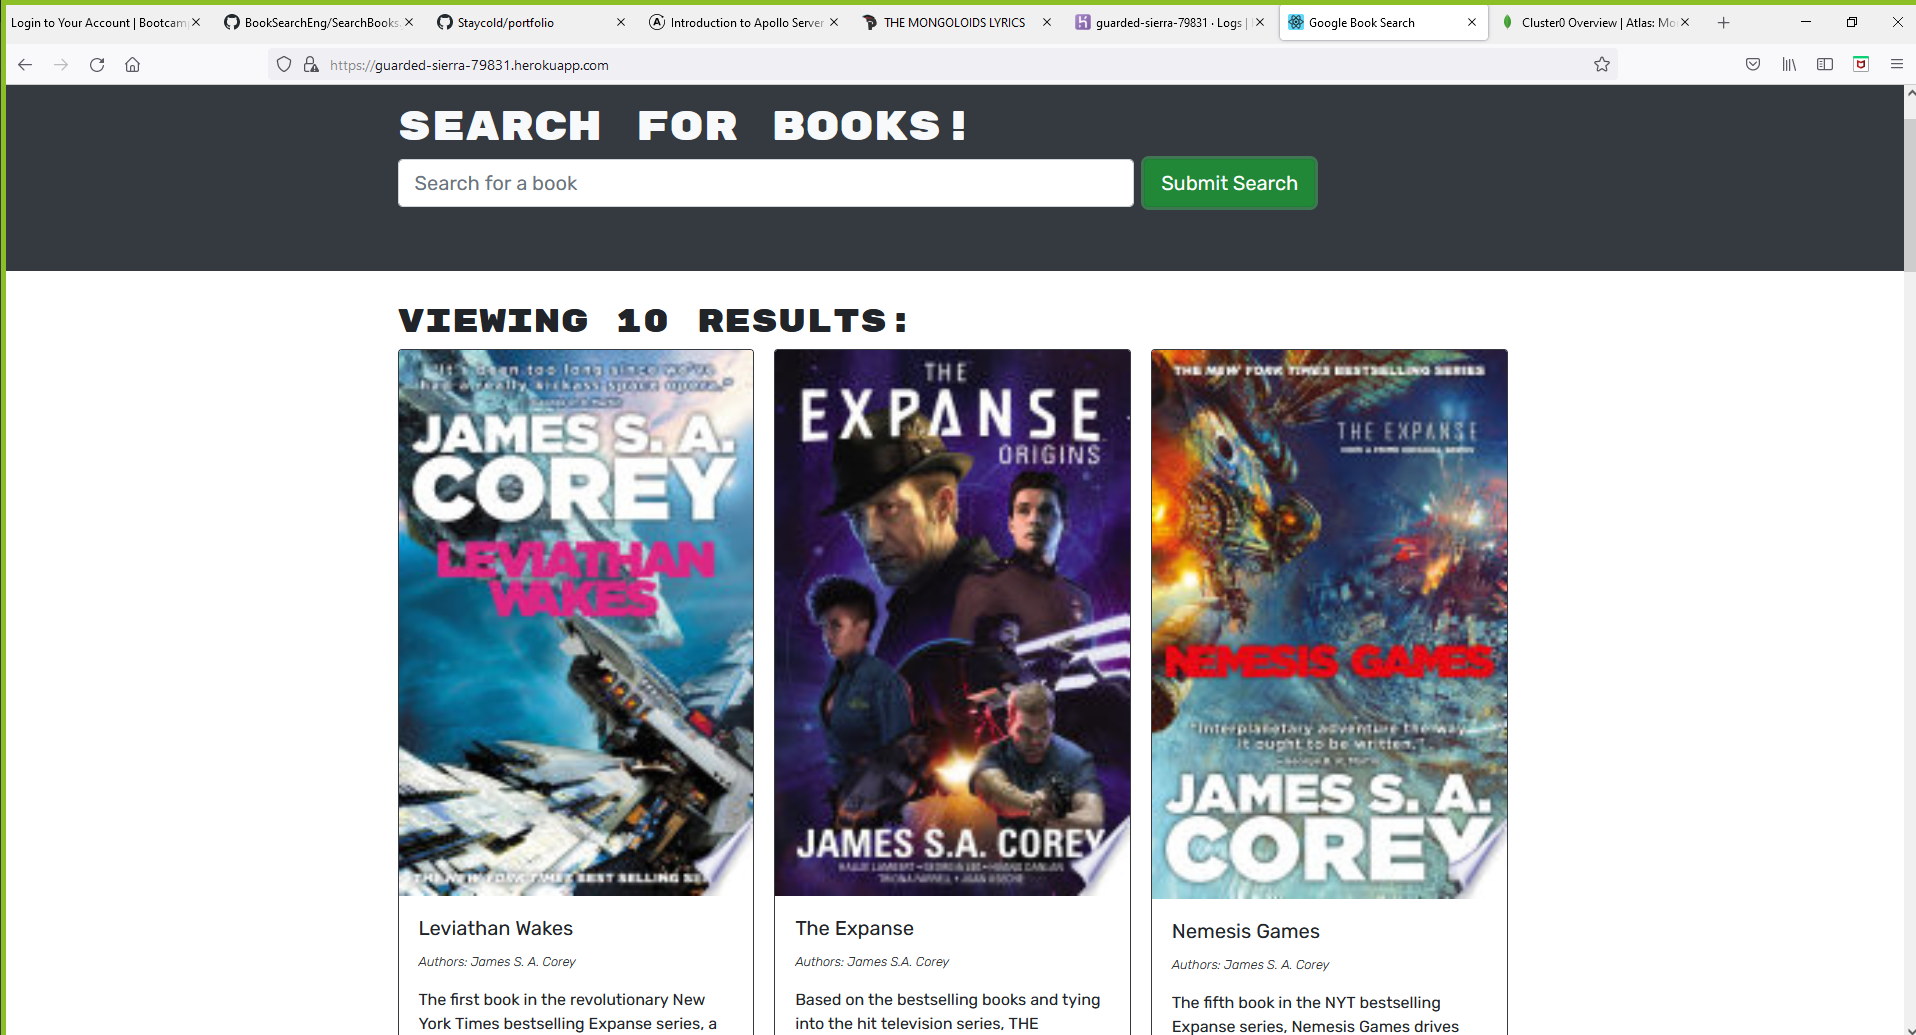 Login to Your Account | Bootcam
BookSearchEng/SearchBooks.
Staycold/portfolio
Introduction to Apollo Server
THE MONGOLOIDS LYRICS
guarded-sierra-79831 · Logs |
Google Book Search
Cluster0 Overview | Atlas: Mo
https://guarded-sierra-79831.herokuapp.com
SEARCH FOR BOOKS!
Search for a book
Submit Search
VIEWING 10 RESULTS:
"It's been too long since we've
had a really kickass space opera."
JAMES S. A.
COREY
LEVIATHAN
WAKES
THE NEW YORK TIMES BEST SELLING SE
THE
EXPANSE
ORIGINS
JAMES S.A. COREY
THE NEW YORK TIMES BESTSELLING SERIES
THE EXPANSE
NEMESIS GAMES
"Interplanetary adventure the way
it ought to be written."
JAMES S. A.
COREY
Leviathan Wakes
Authors: James S. A. Corey
The first book in the revolutionary New
York Times bestselling Expanse series, a
The Expanse
Authors: James S.A. Corey
Based on the bestselling books and tying
into the hit television series, THE
Nemesis Games
Authors: James S. A. Corey
The fifth book in the NYT bestselling
Expanse series, Nemesis Games drives